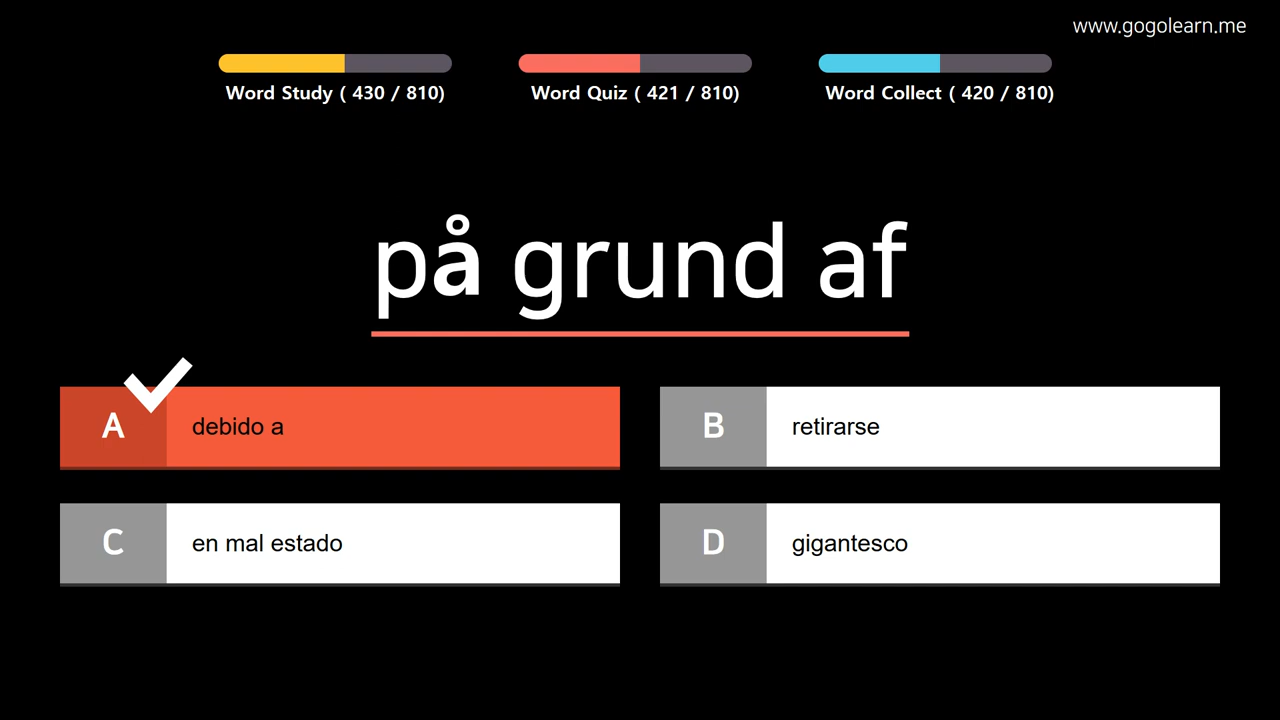 www.gogolearn.me
Word Study ( 430 / 810)
Word Quiz ( 421 / 810)
Word Collect ( 420 / 810)
på grund af
A debido a
B retirarse
C en mal estado
D gigantesco